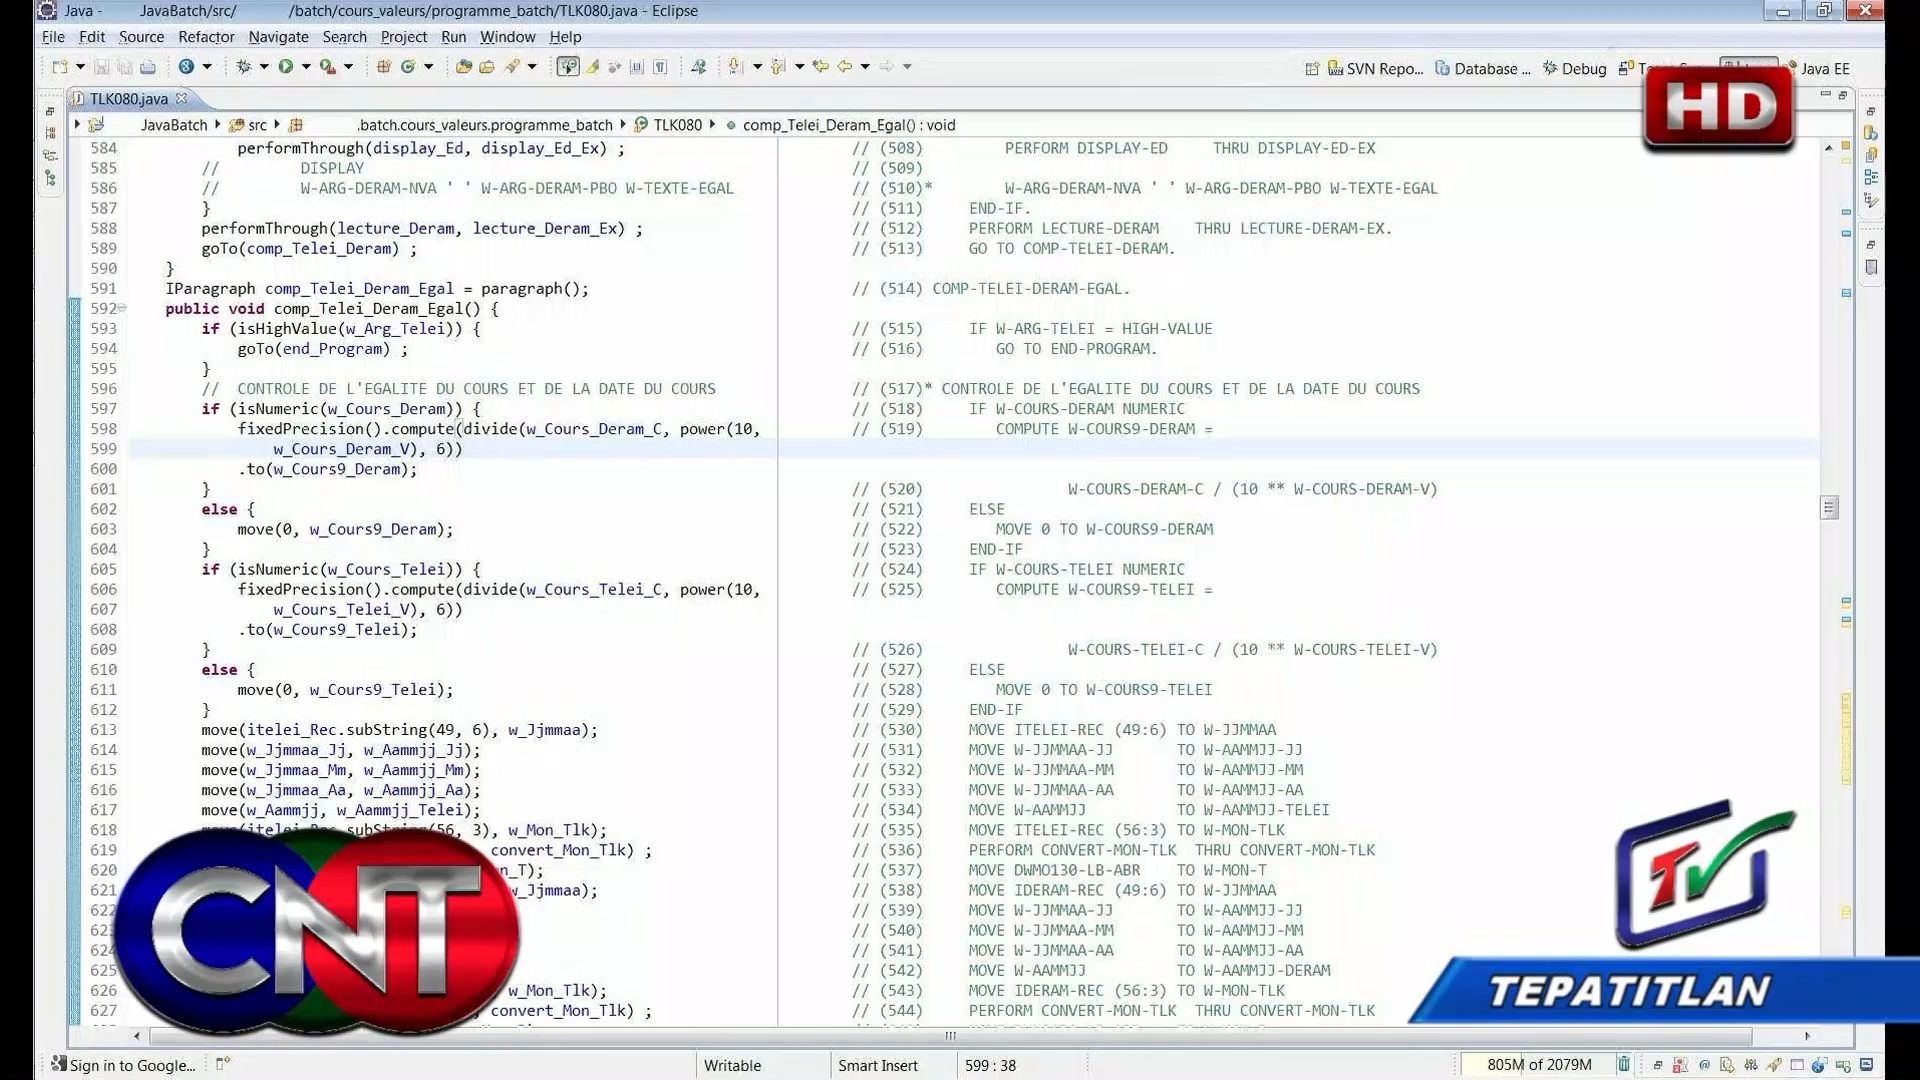 Java - JavaBatch/src/ /batch/cours_valeurs/programme_batch/TLK080.java - Eclipse
File Edit Source Refactor Navigate Search Project Run Window Help
SVN Repo... Database ... Debug Java EE
HD
TLK080.java
JavaBatch src .batch.cours_valeurs.programme_batch TLK080 comp_Telei_Deram_Egal() : void
584 performThrough(display_Ed, display_Ed_Ex) ; // (508) PERFORM DISPLAY-ED THRU DISPLAY-ED-EX
585 // DISPLAY // (509)
586 // W-ARG-DERAM-NVA ' ' W-ARG-DERAM-PBO W-TEXTE-EGAL // (510)* W-ARG-DERAM-NVA ' ' W-ARG-DERAM-PBO W-TEXTE-EGAL
587 } // (511) END-IF.
588 performThrough(lecture_Deram, lecture_Deram_Ex) ; // (512) PERFORM LECTURE-DERAM THRU LECTURE-DERAM-EX.
589 goTo(comp_Telei_Deram) ; // (513) GO TO COMP-TELEI-DERAM.
590 }
591 IParagraph comp_Telei_Deram_Egal = paragraph(); // (514) COMP-TELEI-DERAM-EGAL.
592 public void comp_Telei_Deram_Egal() {
593 if (isHighValue(w_Arg_Telei)) { // (515) IF W-ARG-TELEI = HIGH-VALUE
594 goTo(end_Program) ; // (516) GO TO END-PROGRAM.
595 }
596 // CONTROLE DE L'EGALITE DU COURS ET DE LA DATE DU COURS // (517)* CONTROLE DE L'EGALITE DU COURS ET DE LA DATE DU COURS
597 if (isNumeric(w_Cours_Deram)) { // (518) IF W-COURS-DERAM NUMERIC
598 fixedPrecision().compute(divide(w_Cours_Deram_C, power(10, // (519) COMPUTE W-COURS9-DERAM =
599 w_Cours_Deram_V), 6))
600 .to(w_Cours9_Deram);
601 } // (520) W-COURS-DERAM-C / (10 ** W-COURS-DERAM-V)
602 else { // (521) ELSE
603 move(0, w_Cours9_Deram); // (522) MOVE 0 TO W-COURS9-DERAM
604 } // (523) END-IF
605 if (isNumeric(w_Cours_Telei)) { // (524) IF W-COURS-TELEI NUMERIC
606 fixedPrecision().compute(divide(w_Cours_Telei_C, power(10, // (525) COMPUTE W-COURS9-TELEI =
607 w_Cours_Telei_V), 6))
608 .to(w_Cours9_Telei);
609 } // (526) W-COURS-TELEI-C / (10 ** W-COURS-TELEI-V)
610 else { // (527) ELSE
611 move(0, w_Cours9_Telei); // (528) MOVE 0 TO W-COURS9-TELEI
612 } // (529) END-IF
613 move(itelei_Rec.subString(49, 6), w_Jjmmaa); // (530) MOVE ITELEI-REC (49:6) TO W-JJMMAA
614 move(w_Jjmmaa_Jj, w_Aammjj_Jj); // (531) MOVE W-JJMMAA-JJ TO W-AAMMJJ-JJ
615 move(w_Jjmmaa_Mm, w_Aammjj_Mm); // (532) MOVE W-JJMMAA-MM TO W-AAMMJJ-MM
616 move(w_Jjmmaa_Aa, w_Aammjj_Aa); // (533) MOVE W-JJMMAA-AA TO W-AAMMJJ-AA
617 move(w_Aammjj, w_Aammjj_Telei); // (534) MOVE W-AAMMJJ TO W-AAMMJJ-TELEI
618 move(itelei_Rec.subString(56, 3), w_Mon_Tlk); // (535) MOVE ITELEI-REC (56:3) TO W-MON-TLK
619 convert_Mon_Tlk) ; // (536) PERFORM CONVERT-MON-TLK THRU CONVERT-MON-TLK
620 n_T); // (537) MOVE DWMO130-LB-ABR TO W-MON-T
621 w_Jjmmaa); // (538) MOVE IDERAM-REC (49:6) TO W-JJMMAA
622 // (539) MOVE W-JJMMAA-JJ TO W-AAMMJJ-JJ
// (540) MOVE W-JJMMAA-MM TO W-AAMMJJ-MM
// (541) MOVE W-JJMMAA-AA TO W-AAMMJJ-AA
625 // (542) MOVE W-AAMMJJ TO W-AAMMJJ-DERAM
626 w_Mon_Tlk); // (543) MOVE IDERAM-REC (56:3) TO W-MON-TLK
627 convert_Mon_Tlk) ; // (544) PERFORM CONVERT-MON-TLK THRU CONVERT-MON-TLK
CNT
TV
TEPATITLAN
Sign in to Google... Writable Smart Insert 599 : 38 805M of 2079M